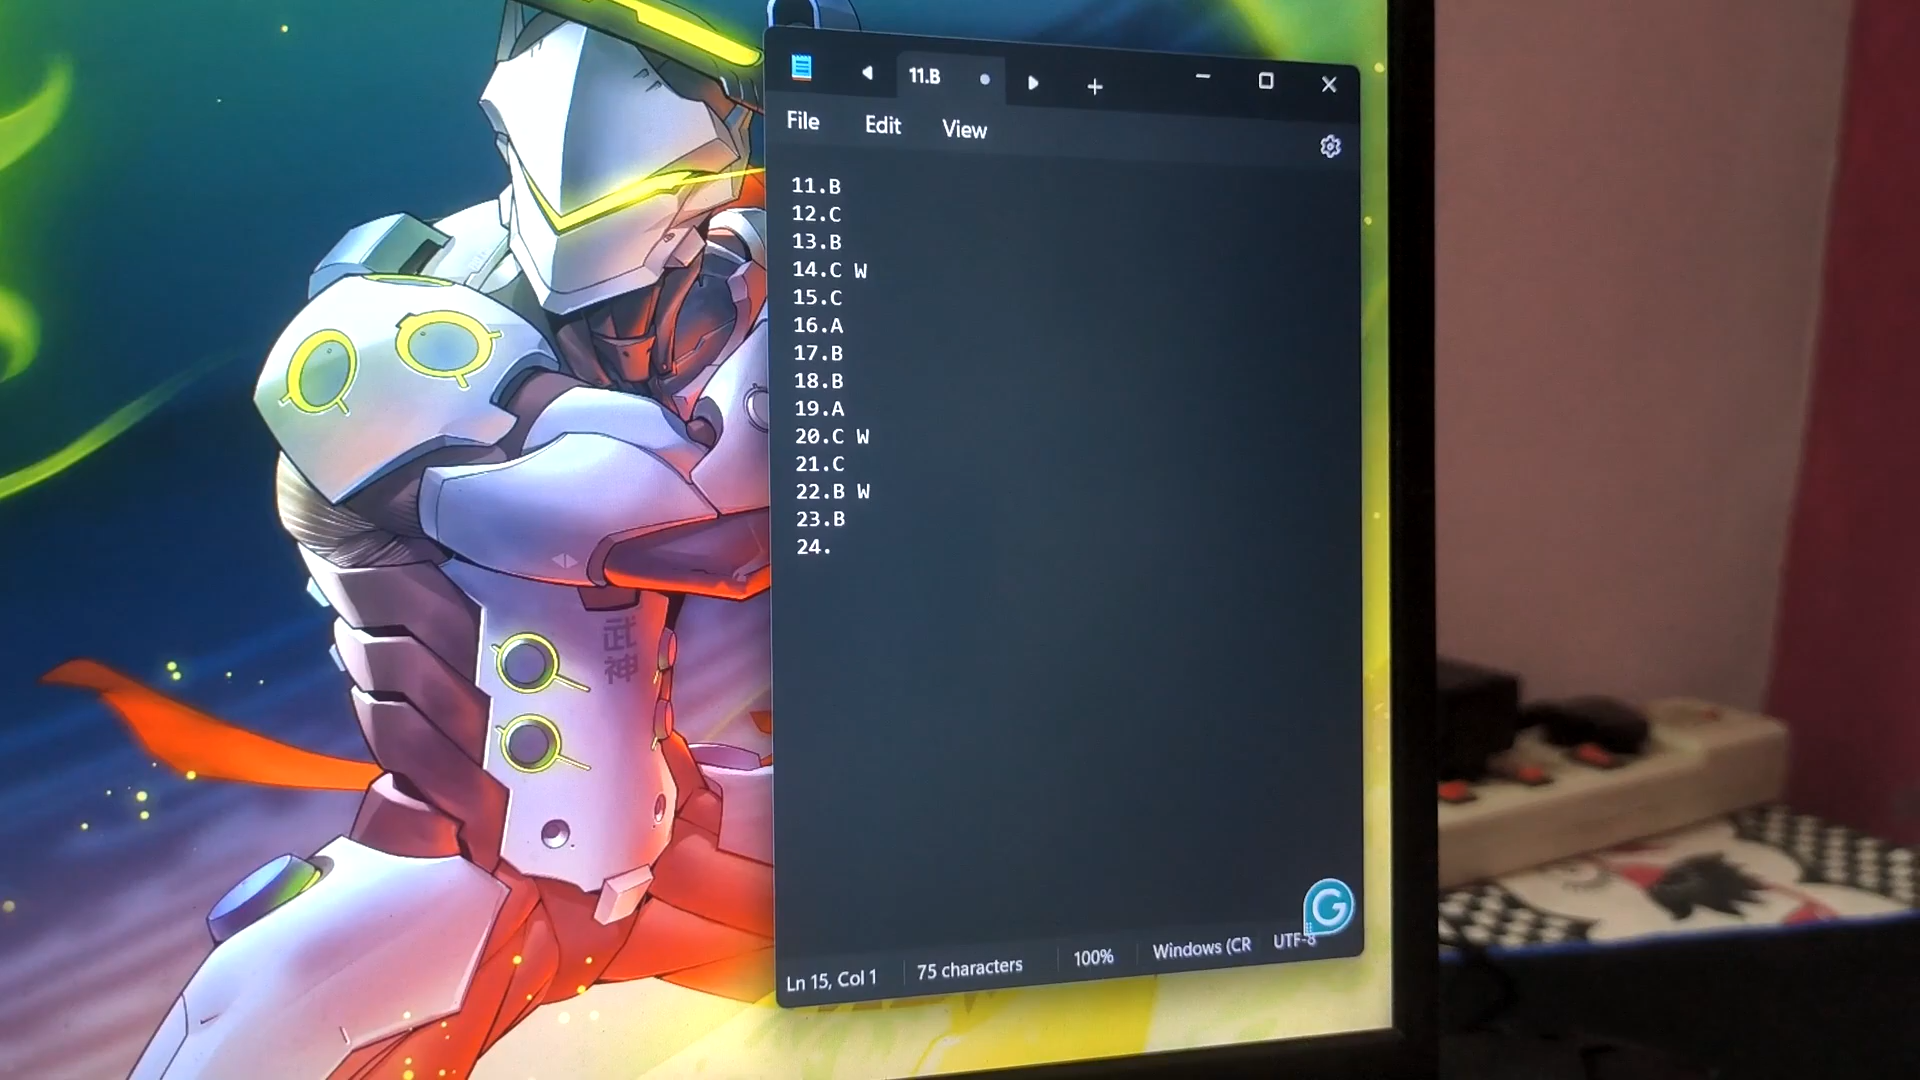 11.B
File Edit View
11.B
12.C
13.B
14.C W
15.C
16.A
17.B
18.B
19.A
20.C W
21.C
22.B W
23.B
24.
武神
Ln 15, Col 1 75 characters 100% Windows (CR UTF-8